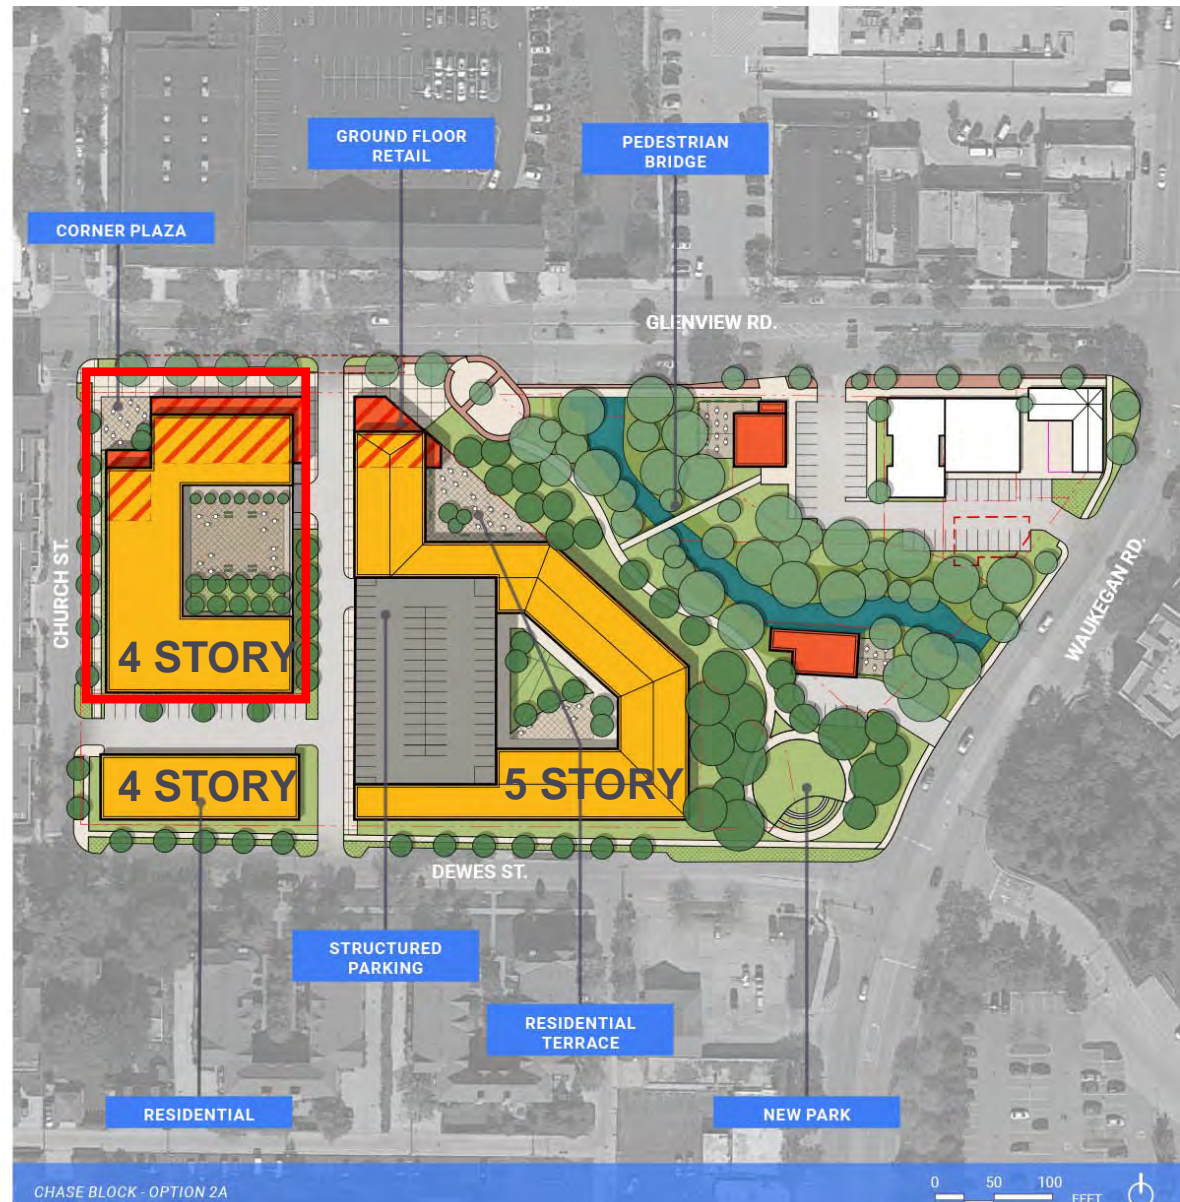 GROUND FLOOR
RETAIL
PEDESTRIAN
BRIDGE
CORNER PLAZA
GLENVIEW RD.
CHURCH ST.
WAUKEGAN RD.
4 STORY
4 STORY
5 STORY
DEWES ST.
STRUCTURED
PARKING
RESIDENTIAL
TERRACE
RESIDENTIAL
NEW PARK
CHASE BLOCK - OPTION 2A
0 50 100
FEET